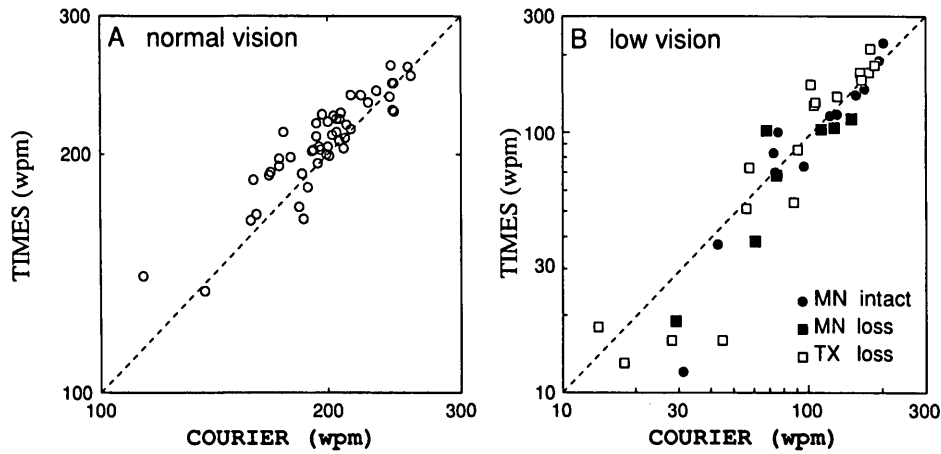 A normal vision
300
200
100
TIMES (wpm)
100
200
300
COURIER (wpm)
B low vision
300
100
30
10
TIMES (wpm)
MN intact
MN loss
TX loss
10
30
100
300
COURIER (wpm)